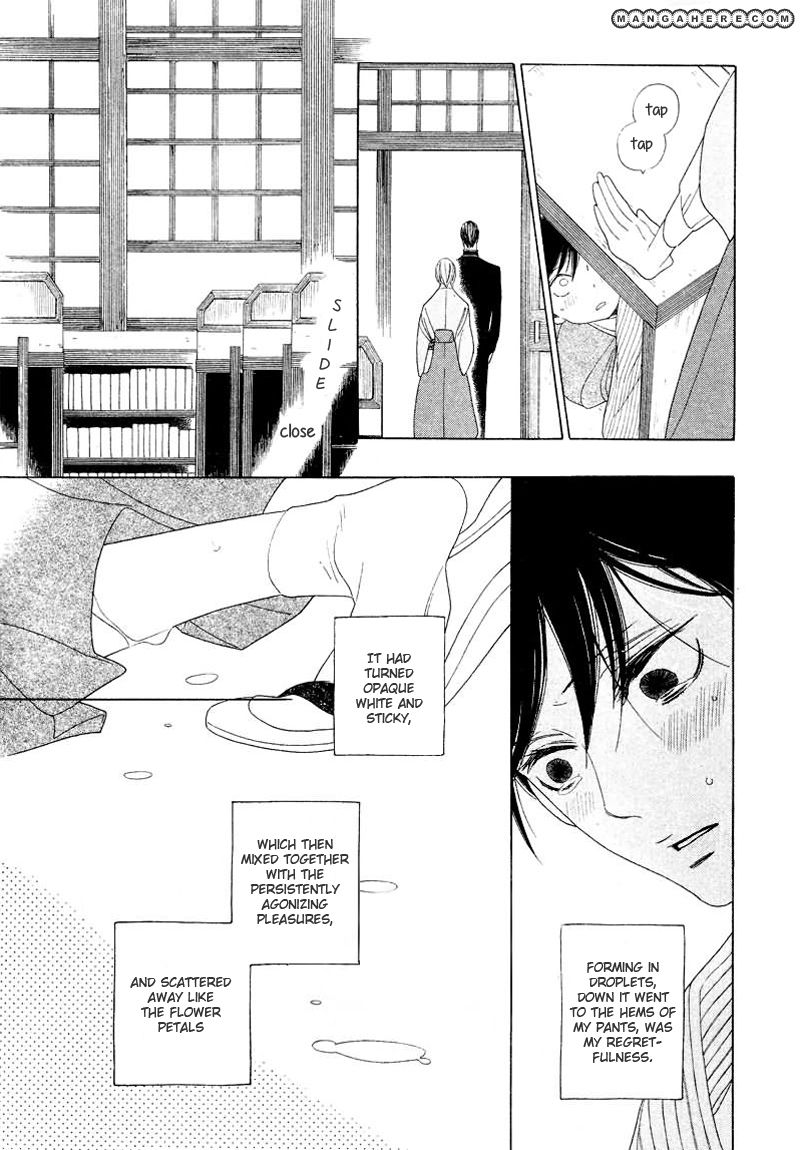 MANGAHERE.COM
tap
tap
SLIDE
close
FORMING IN
DROPLETS,
DOWN IT WENT
TO THE HEMS OF
MY PANTS, WAS
MY REGRET-
FULNESS.
IT HAD
TURNED
OPAQUE
WHITE AND
STICKY,
WHICH THEN
MIXED TOGETHER
WITH THE
PERSISTENTLY
AGONIZING
PLEASURES,
AND SCATTERED
AWAY LIKE
THE FLOWER
PETALS